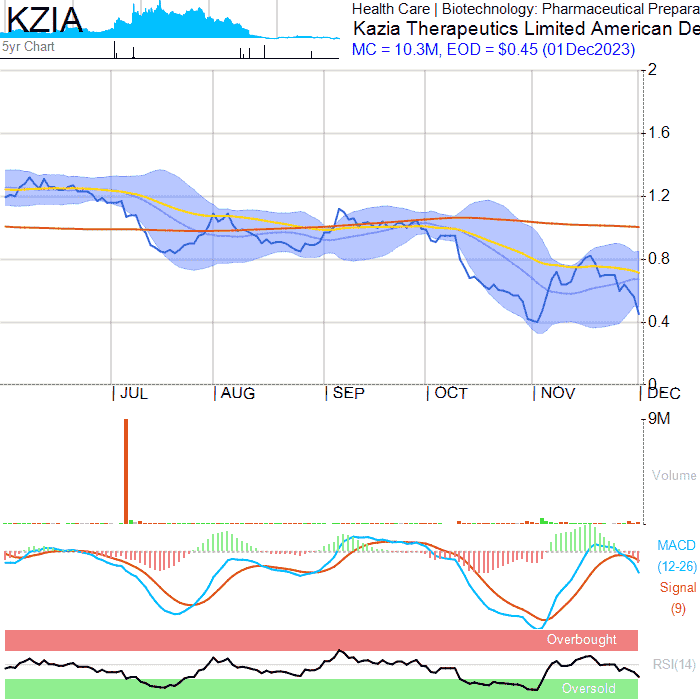 KZIA
5yr Chart
Health Care | Biotechnology: Pharmaceutical Prepara
Kazia Therapeutics Limited American De
MC = 10.3M, EOD = $0.45 (01Dec2023)
2
1.6
1.2
0.8
0.4
0
JUL
AUG
SEP
OCT
NOV
DEC
9M
Volume
MACD
(12-26)
Signal
(9)
Overbought
RSI(14)
Oversold